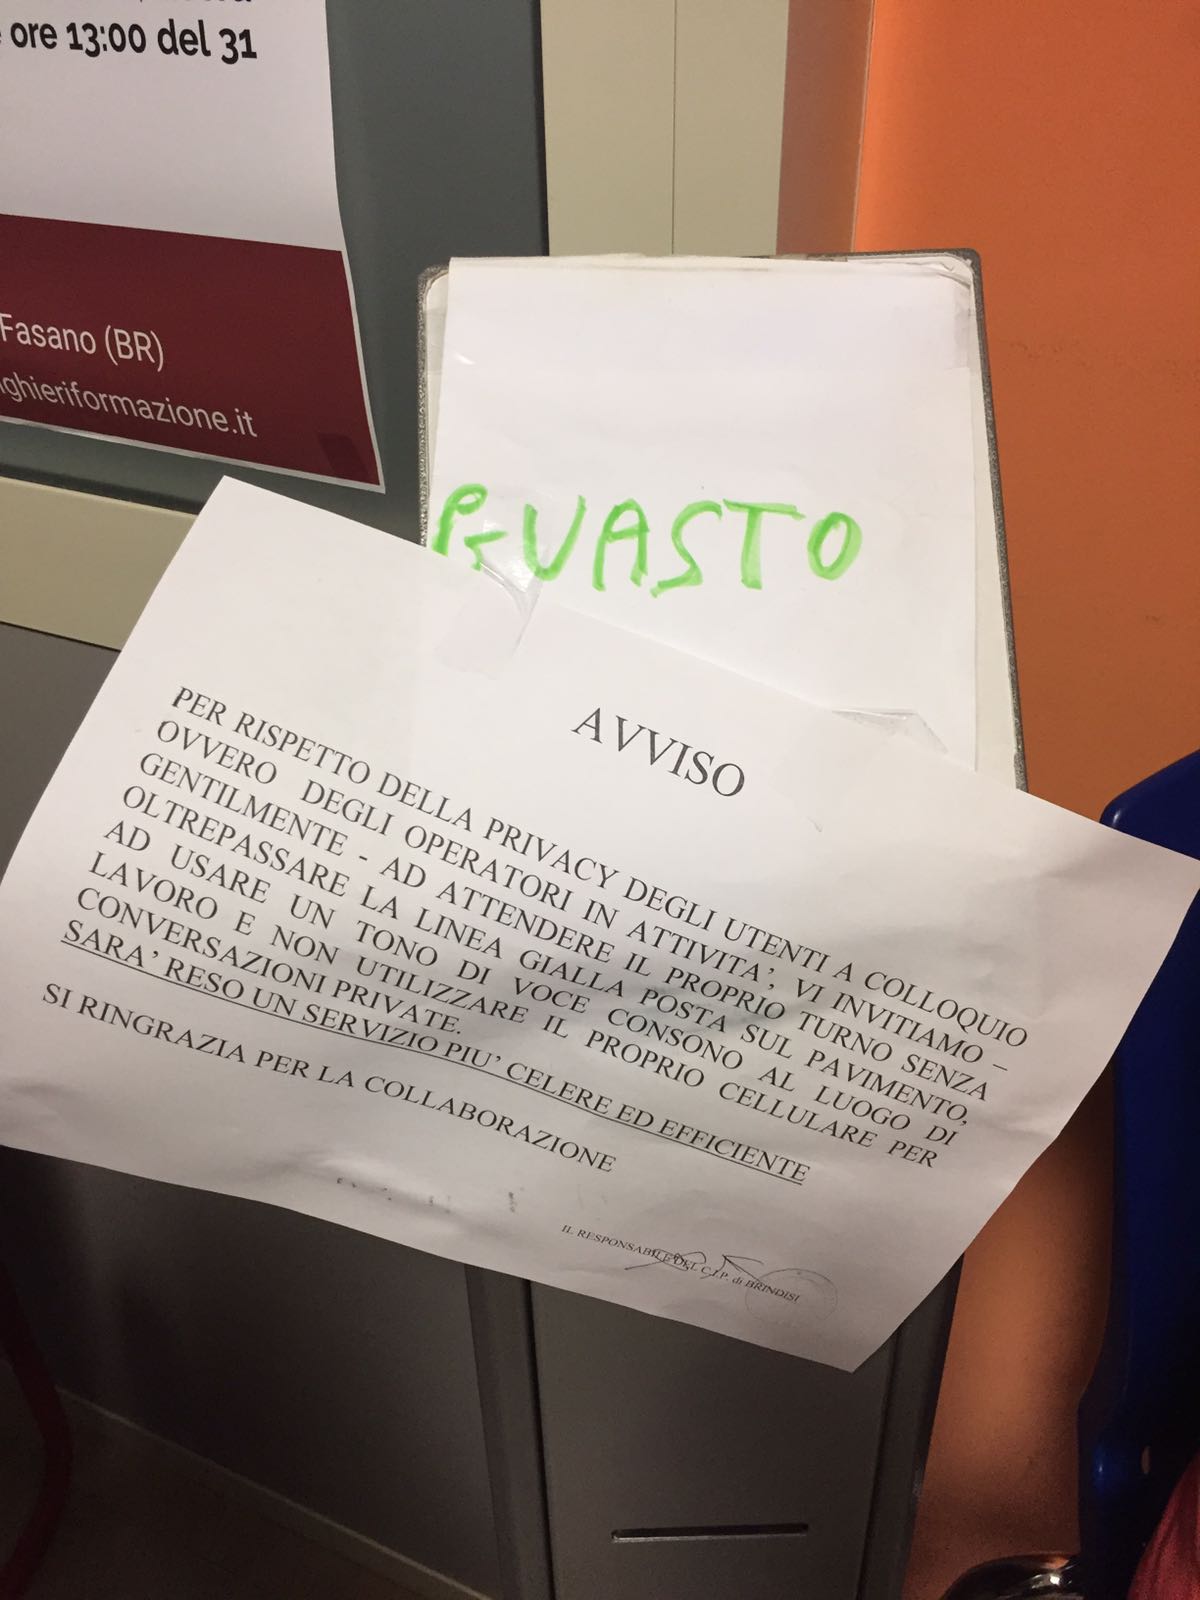 ore 13:00 del 31
Fasano (BR)
ghieriformazione.it
GUASTO
AVVISO
PER RISPETTO DELLA PRIVACY DEGLI UTENTI A COLLOQUIO
OVVERO DEGLI OPERATORI IN ATTIVITA', VI INVITIAMO –
GENTILMENTE - AD ATTENDERE IL PROPRIO TURNO SENZA
OLTREPASSARE LA LINEA GIALLA POSTA SUL PAVIMENTO,
AD USARE UN TONO DI VOCE CONSONO AL LUOGO DI
LAVORO E NON UTILIZZARE IL PROPRIO CELLULARE PER
CONVERSAZIONI PRIVATE.
SARA' RESO UN SERVIZIO PIU' CELERE ED EFFICIENTE
SI RINGRAZIA PER LA COLLABORAZIONE
IL RESPONSABILE DEL C.I.P. di BRINDISI